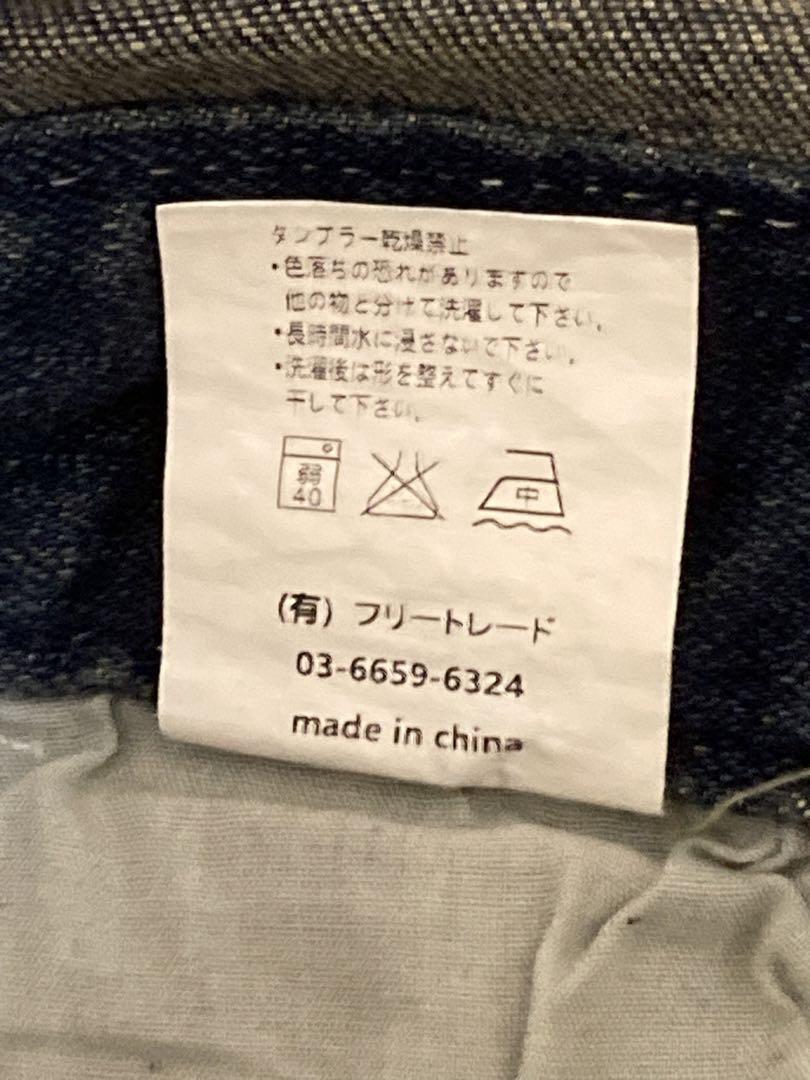 タンブラー乾燥禁止
・色落ちの恐れがありますので
他の物と分けて洗濯して下さい。
・長時間水に浸さないで下さい。
・洗濯後は形を整えてすぐに
干して下さい。
弱
40
中
(有) フリートレード
03-6659-6324
made in china